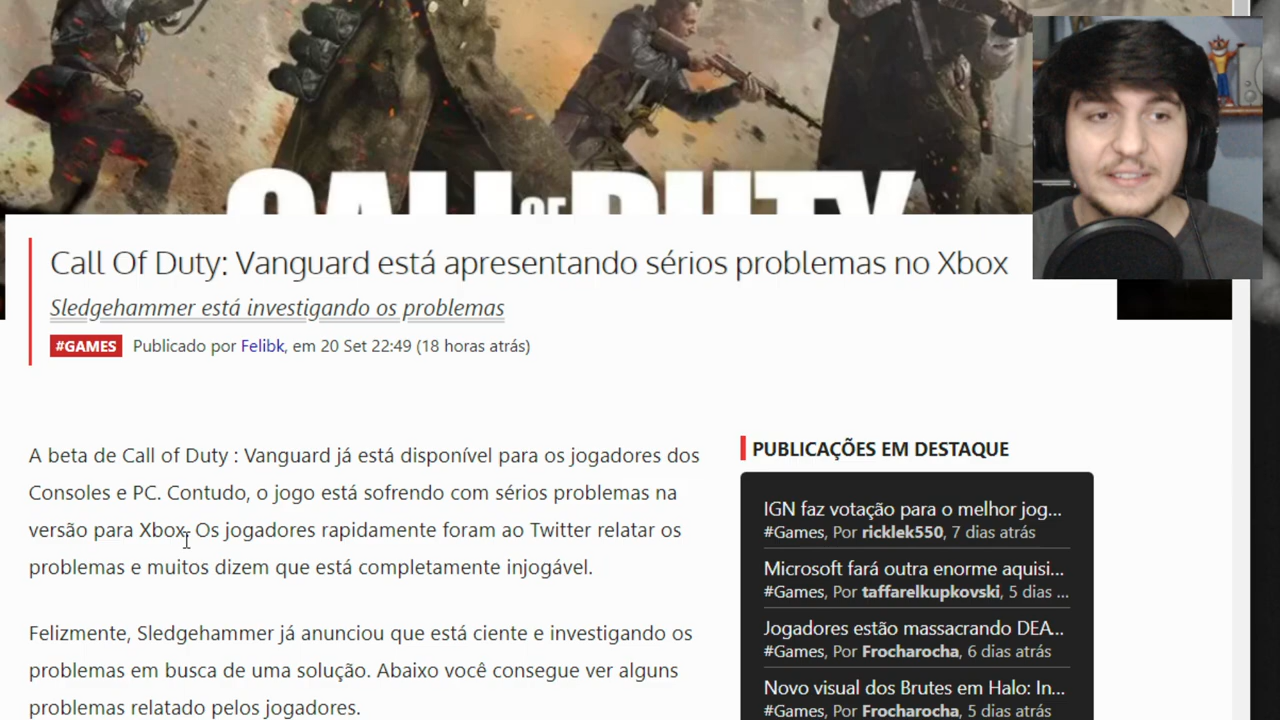 CALL OF DUTY
Call Of Duty: Vanguard está apresentando sérios problemas no Xbox
Sledgehammer está investigando os problemas
#GAMES Publicado por Felibk, em 20 Set 22:49 (18 horas atrás)
A beta de Call of Duty : Vanguard já está disponível para os jogadores dos
Consoles e PC. Contudo, o jogo está sofrendo com sérios problemas na
versão para Xbox. Os jogadores rapidamente foram ao Twitter relatar os
problemas e muitos dizem que está completamente injogável.
Felizmente, Sledgehammer já anunciou que está ciente e investigando os
problemas em busca de uma solução. Abaixo você consegue ver alguns
problemas relatado pelos jogadores.
PUBLICAÇÕES EM DESTAQUE
IGN faz votação para o melhor jog...
#Games, Por ricklek550, 7 dias atrás
Microsoft fará outra enorme aquisi...
#Games, Por taffarelkupkovski, 5 dias ...
Jogadores estão massacrando DEA...
#Games, Por Frocharocha, 6 dias atrás
Novo visual dos Brutes em Halo: In...
#Games, Por Frocharocha, 5 dias atrás